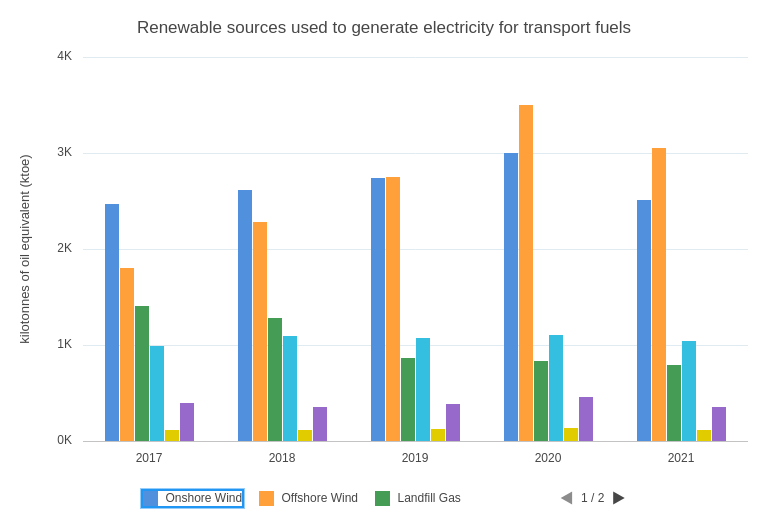 Renewable sources used to generate electricity for transport fuels
kilotonnes of oil equivalent (ktoe)
4K
3K
2K
1K
0K
2017 2018 2019 2020 2021
Onshore Wind Offshore Wind Landfill Gas 1 / 2